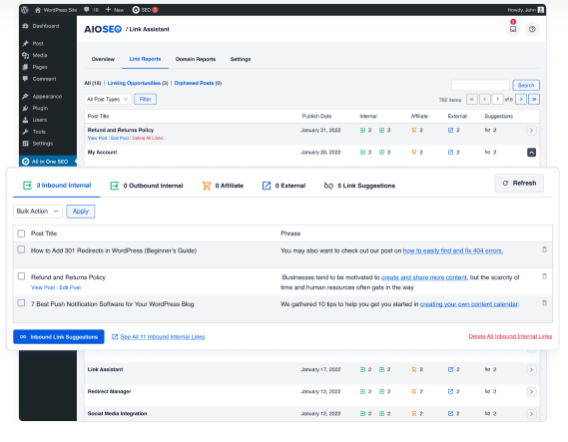 WordPress Site 10 + New SEO Howdy, John
Dashboard
Post
Media
Pages
Comment
Appearance
Plugin
Users
Tools
Settings
All in One SEO
AIOSEO / Link Assistant
Overview Link Reports Domain Reports Settings
All (18) | Linking Opportunities (3) | Orphaned Posts (0)
Search
All Post Types Filter 792 items « ‹ 1 of 6 › »
Post Title Publish Date Internal Affiliate External Suggestions
Refund and Returns Policy January 21, 2022 2 2 2 2 2
View Post | Edit Post | Delete All Links
My Account January 20, 2022 2 2 2 2 2
3 Inbound Internal 0 Outbound Internal 0 Affiliate 0 External 5 Link Suggestions Refresh
Bulk Action Apply
Post Title Phrase
How to Add 301 Redirects in WordPress (Beginner's Guide) You may also want to check out our post on how to easily find and fix 404 errors.
Refund and Returns Policy Businesses tend to be motivated to create and share more content, but the scarcity of
View Post | Edit Post time and human resources often gets in the way
7 Best Push Notification Software for Your WordPress Blog We gathered 10 tips to help you get you started in creating your own content calendar:
Inbound Link Suggestions See All 11 Inbound Internal Links Delete All Inbound Internal Links
Link Assistant January 17, 2022 2 2 2 2 2
Redirect Manager January 13, 2022 2 2 2 2 2
Social Media Integration January 12, 2022 2 2 2 2 2